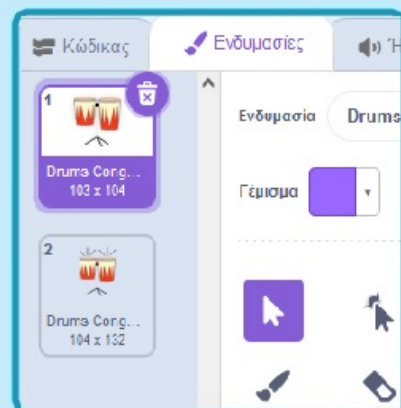 Κώδικας
Ενδυμασίες
Ή
1
Drums Cong...
103 x 104
2
Drums Cong...
104 x 132
Ενδυμασία
Drums
Γέμισμα